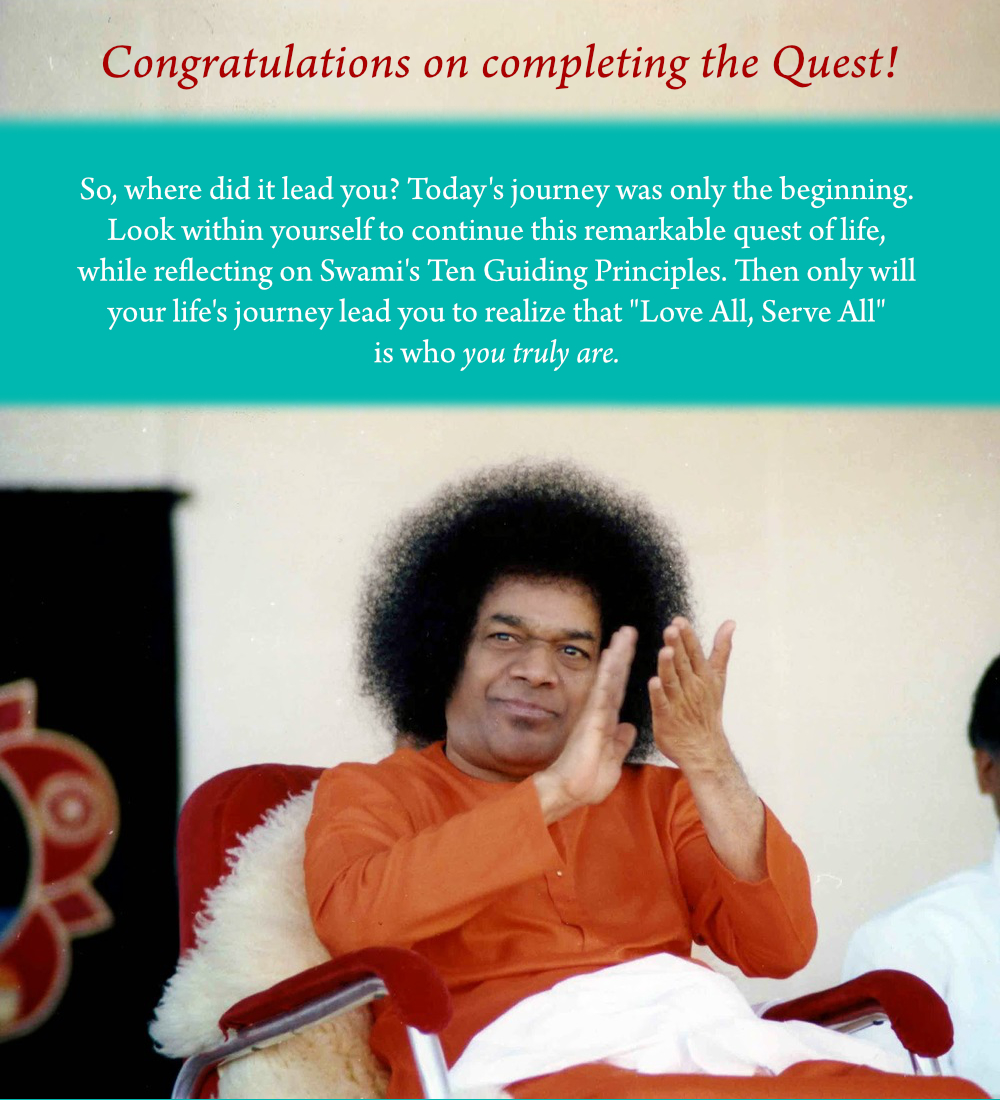 Congratulations on completing the Quest!
So, where did it lead you? Today's journey was only the beginning.
Look within yourself to continue this remarkable quest of life,
while reflecting on Swami's Ten Guiding Principles. Then only will
your life's journey lead you to realize that "Love All, Serve All"
is who you truly are.